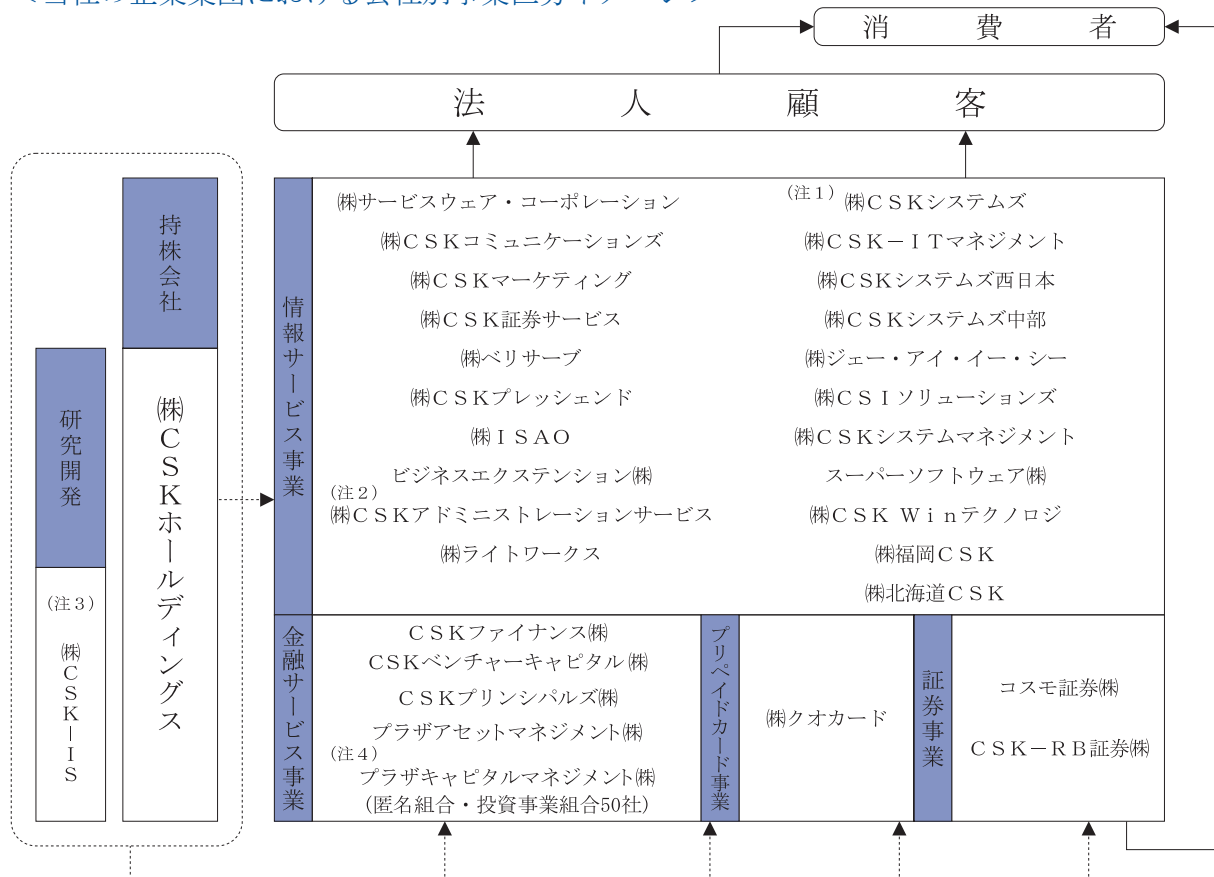 消費者
法人顧客
持株会社
㈱CSKホールディングス
研究開発
(注3)
㈱CSK－IS
情報サービス事業
㈱サービスウェア・コーポレーション
㈱CSKコミュニケーションズ
㈱CSKマーケティング
㈱CSK証券サービス
㈱ベリサーブ
㈱CSKプレッシェンド
㈱ISAO
ビジネスエクステンション㈱
(注2)
㈱CSKアドミニストレーションサービス
㈱ライトワークス
(注1)
㈱CSKシステムズ
㈱CSK－ITマネジメント
㈱CSKシステムズ西日本
㈱CSKシステムズ中部
㈱ジェー・アイ・イー・シー
㈱CSIソリューションズ
㈱CSKシステムマネジメント
スーパーソフトウェア㈱
㈱CSK Winテクノロジ
㈱福岡CSK
㈱北海道CSK
金融サービス事業
CSKファイナンス㈱
CSKベンチャーキャピタル㈱
CSKプリンシパルズ㈱
プラザアセットマネジメント㈱
(注4)
プラザキャピタルマネジメント㈱
(匿名組合・投資事業組合50社)
プリペイドカード事業
㈱クオカード
証券事業
コスモ証券㈱
CSK－RB証券㈱